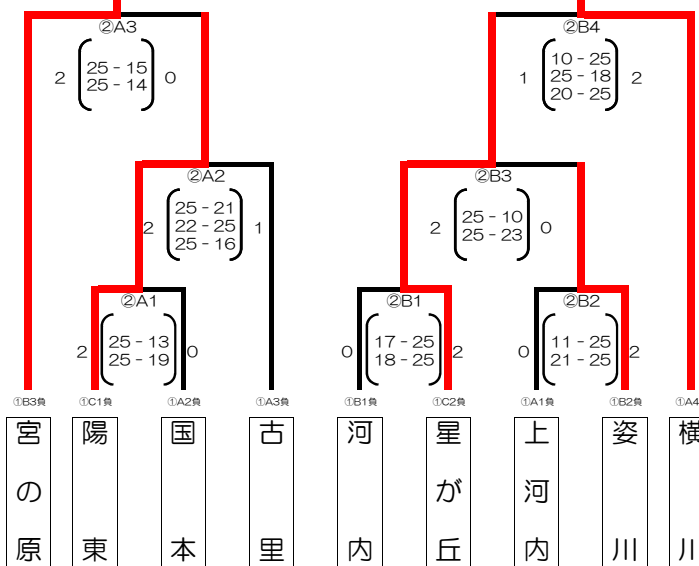 ②A3
2 25-15 0
25-14
②B4
10-25
1 25-18 2
20-25
②A2
25-21
2 22-25 1
25-16
②B3
2 25-10 0
25-23
②A1
2 25-13 0
25-19
②B1
0 17-25 2
18-25
②B2
0 11-25 2
21-25
①B3負 ①C1負 ①A2負 ①A3負 ①B1負 ①C2負 ①A1負 ①B2負 ①A4
宮の原
陽東
国本
古里
河内
星が丘
上河内
姿川
横川